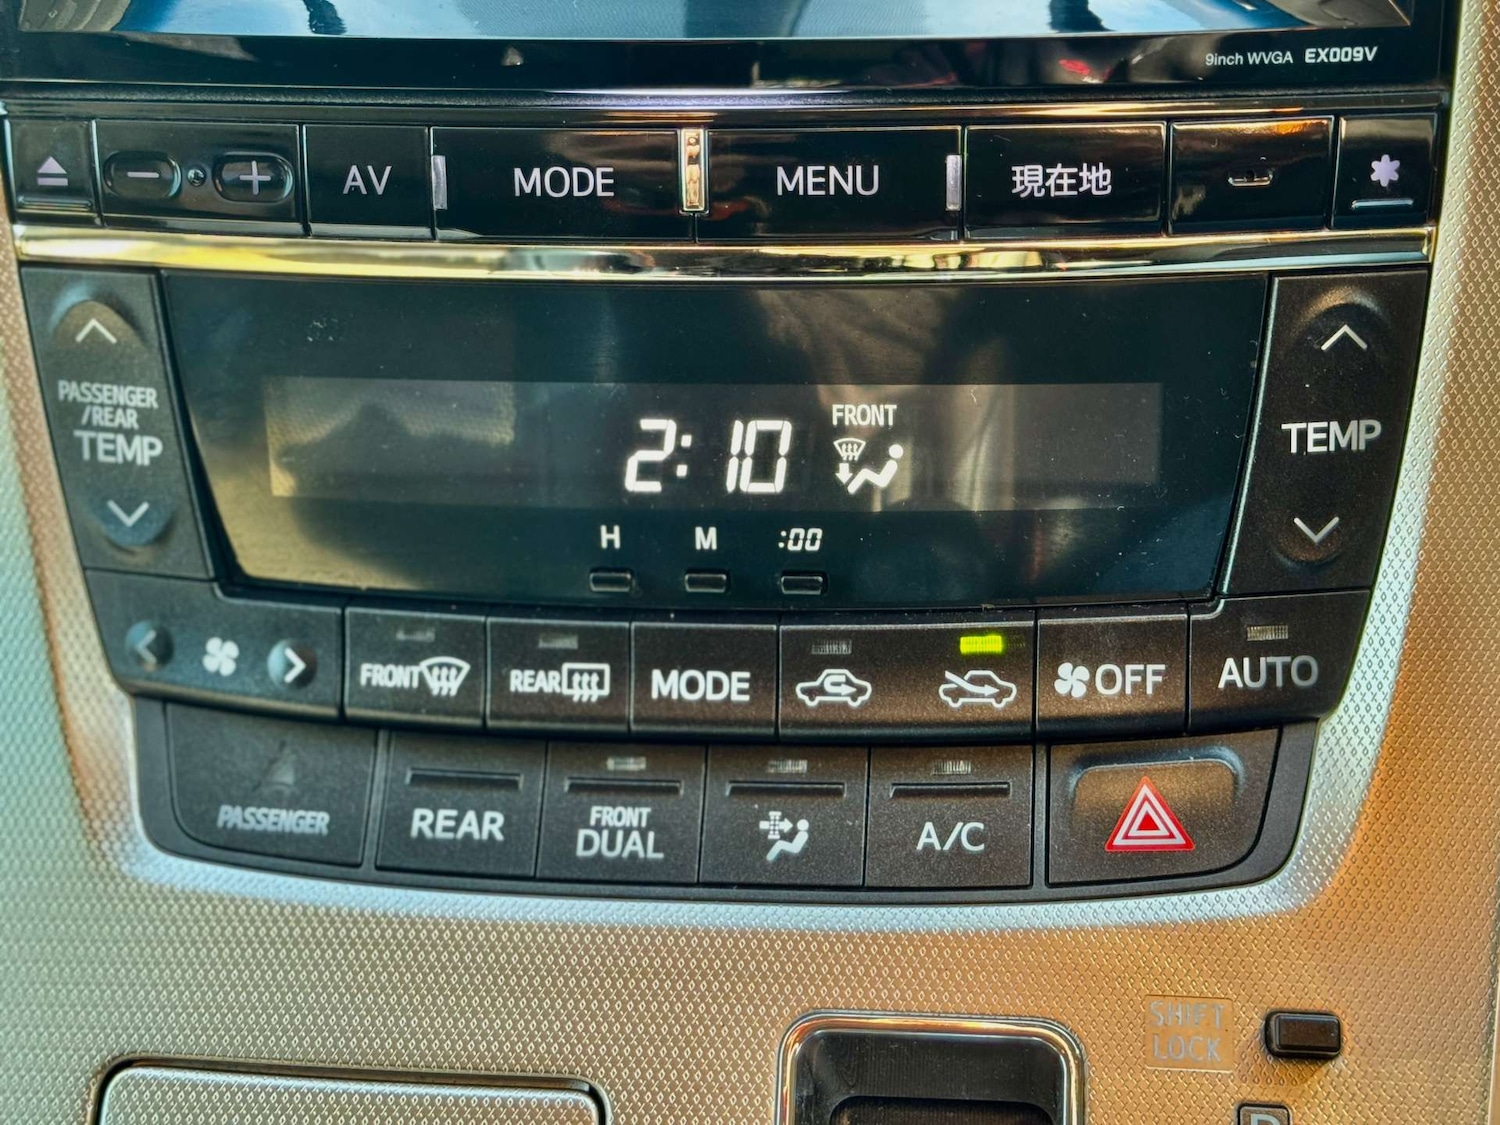 9inch WVGA EX009V
AV
MODE
MENU
現在地
PASSENGER
/REAR
TEMP
2:10
FRONT
TEMP
H M :00
FRONT
REAR
MODE
OFF
AUTO
PASSENGER
REAR
FRONT
DUAL
A/C
SHIFT
LOCK